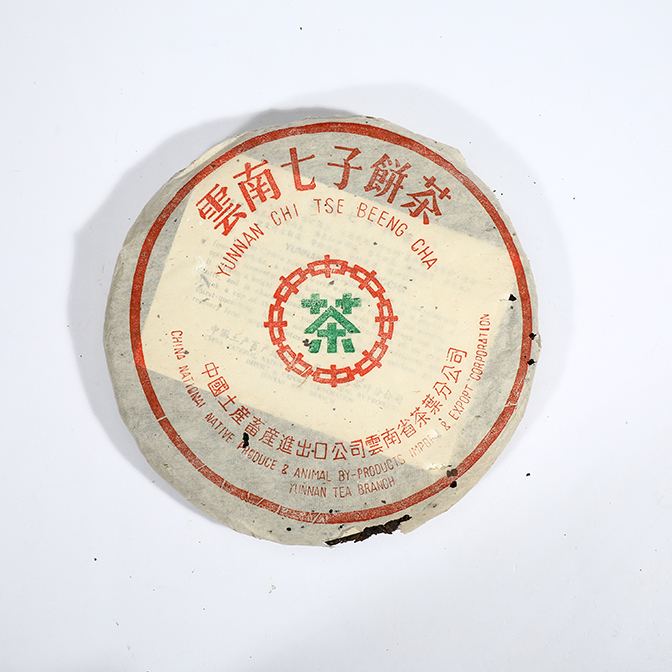 雲南七子餅茶
YUNNAN CHI TSE BEENG CHA
茶
中國土産畜産進出口公司雲南省茶葉分公司
CHINA NATIONAL NATIVE PRODUCE & ANIMAL BY-PRODUCTS IMPORT & EXPORT CORPORATION
YUNNAN TEA BRANCH